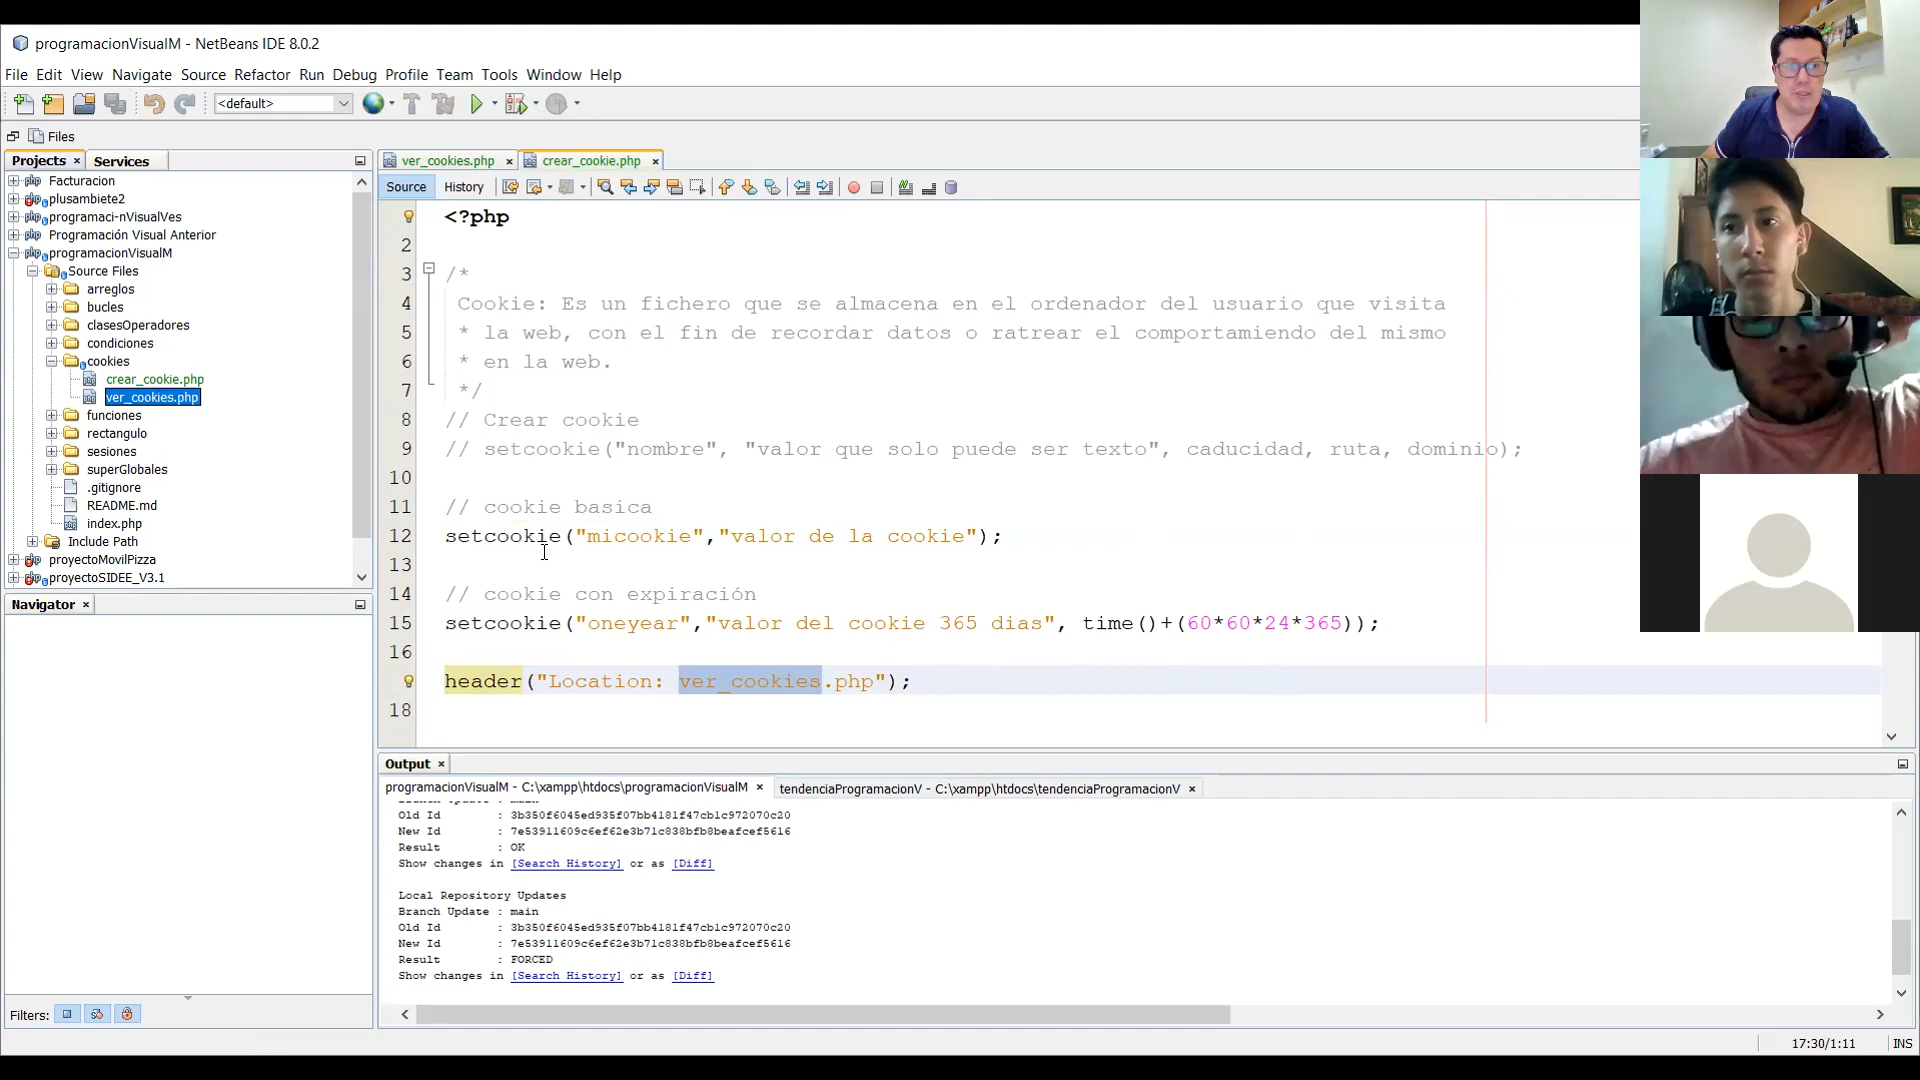 programacionVisualM - NetBeans IDE 8.0.2
File Edit View Navigate Source Refactor Run Debug Profile Team Tools Window Help
<default>
Files
Projects × Services
ver_cookies.php × crear_cookie.php ×
Source History
Facturacion
plusambiete2
programaci-nVisualVes
Programación Visual Anterior
programacionVisualM
Source Files
arreglos
bucles
clasesOperadores
condiciones
cookies
crear_cookie.php
ver_cookies.php
funciones
rectangulo
sesiones
superGlobales
.gitignore
README.md
index.php
Include Path
proyectoMovilPizza
proyectoSIDEE_V3.1
Navigator ×
Filters:
<?php
2
3 /*
4 Cookie: Es un fichero que se almacena en el ordenador del usuario que visita
5 * la web, con el fin de recordar datos o ratrear el comportamiendo del mismo
6 * en la web.
7 */
8 // Crear cookie
9 // setcookie("nombre", "valor que solo puede ser texto", caducidad, ruta, dominio);
10
11 // cookie basica
12 setcookie("micookie","valor de la cookie");
13
14 // cookie con expiración
15 setcookie("oneyear","valor del cookie 365 dias", time()+(60*60*24*365));
16
header("Location: ver_cookies.php");
18
Output ×
programacionVisualM - C:\xampp\htdocs\programacionVisualM × tendenciaProgramacionV - C:\xampp\htdocs\tendenciaProgramacionV ×
Branch Update : main
Old Id : 3b350f6045ed935f07bb4181f47cb1c972070c20
New Id : 7e53911609c6ef62e3b71c838bfb8beafcef5616
Result : OK
Show changes in [Search History] or as [Diff]
Local Repository Updates
Branch Update : main
Old Id : 3b350f6045ed935f07bb4181f47cb1c972070c20
New Id : 7e53911609c6ef62e3b71c838bfb8beafcef5616
Result : FORCED
Show changes in [Search History] or as [Diff]
17:30/1:11 INS